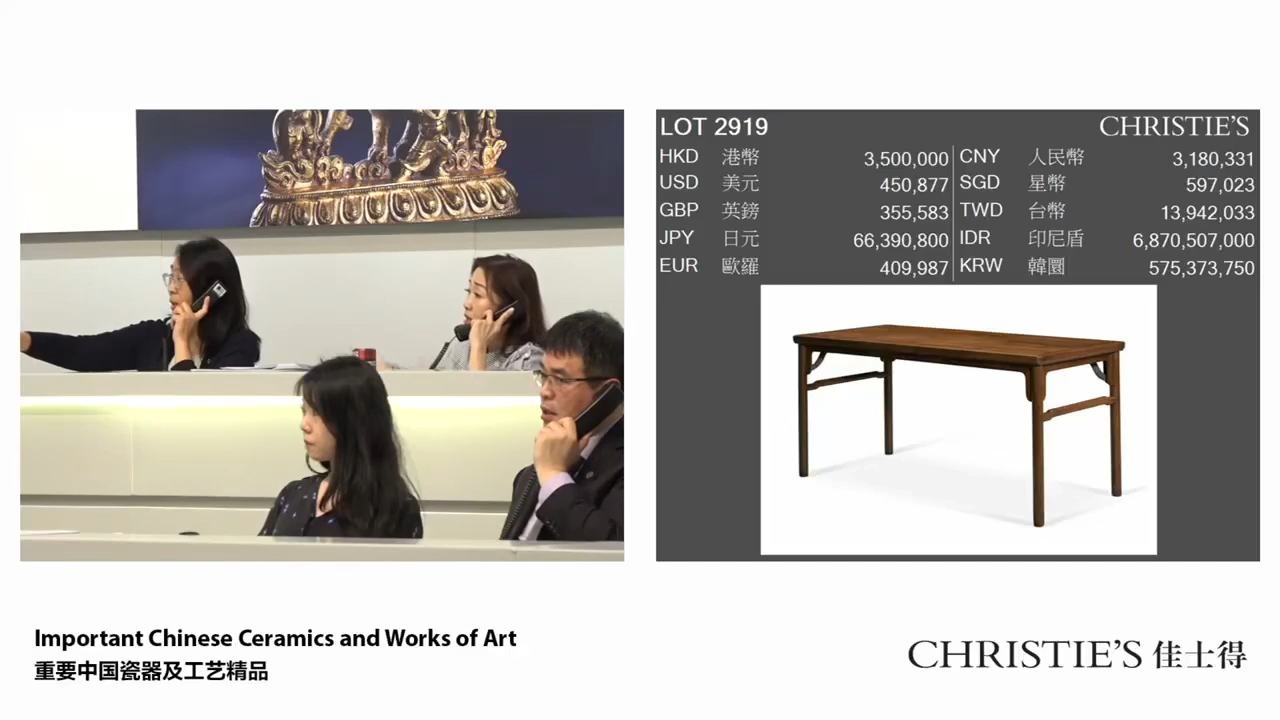 LOT 2919
CHRISTIE'S
HKD 港幣 3,500,000 CNY 人民幣 3,180,331
USD 美元 450,877 SGD 星幣 597,023
GBP 英鎊 355,583 TWD 台幣 13,942,033
JPY 日元 66,390,800 IDR 印尼盾 6,870,507,000
EUR 歐羅 409,987 KRW 韓圜 575,373,750
Important Chinese Ceramics and Works of Art
重要中国瓷器及工艺精品
CHRISTIE'S 佳士得